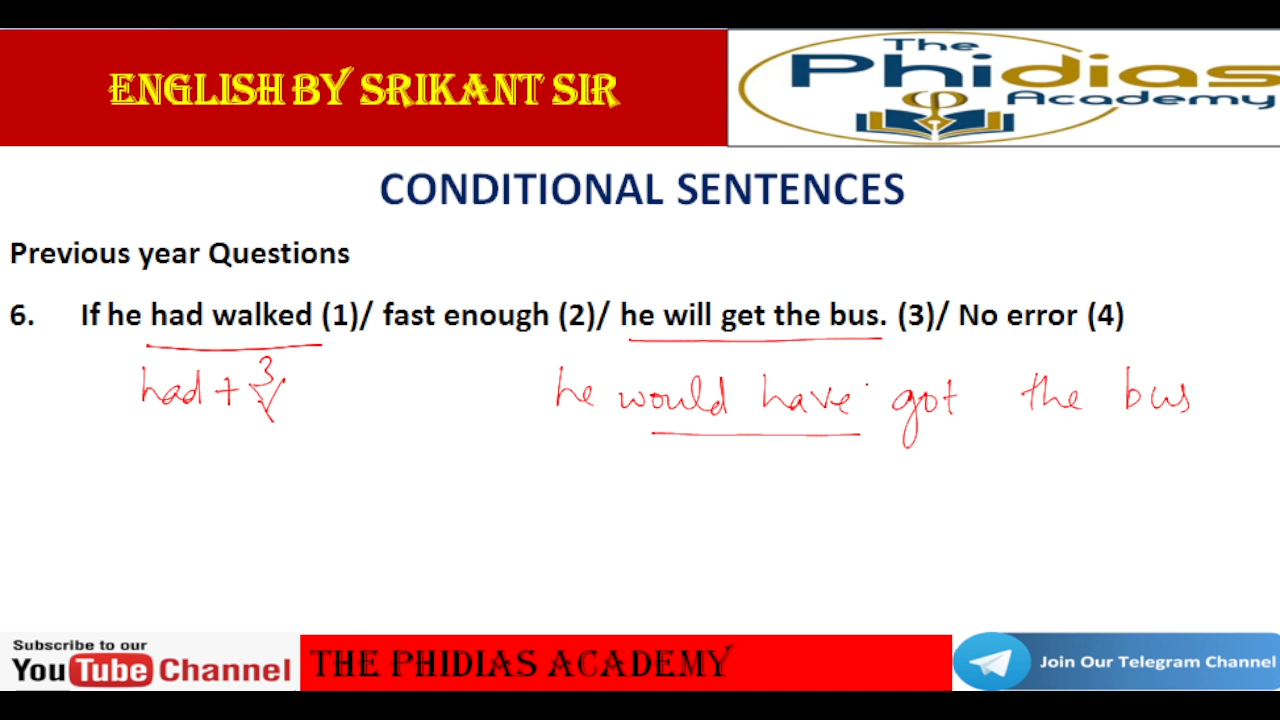 ENGLISH BY SRIKANT SIR
The
Phidias
Academy
CONDITIONAL SENTENCES
Previous year Questions
6. If he had walked (1)/ fast enough (2)/ he will get the bus. (3)/ No error (4)
had + V3
he would have got the bus
Subscribe to our
YouTube Channel
THE PHIDIAS ACADEMY
Join Our Telegram Channel